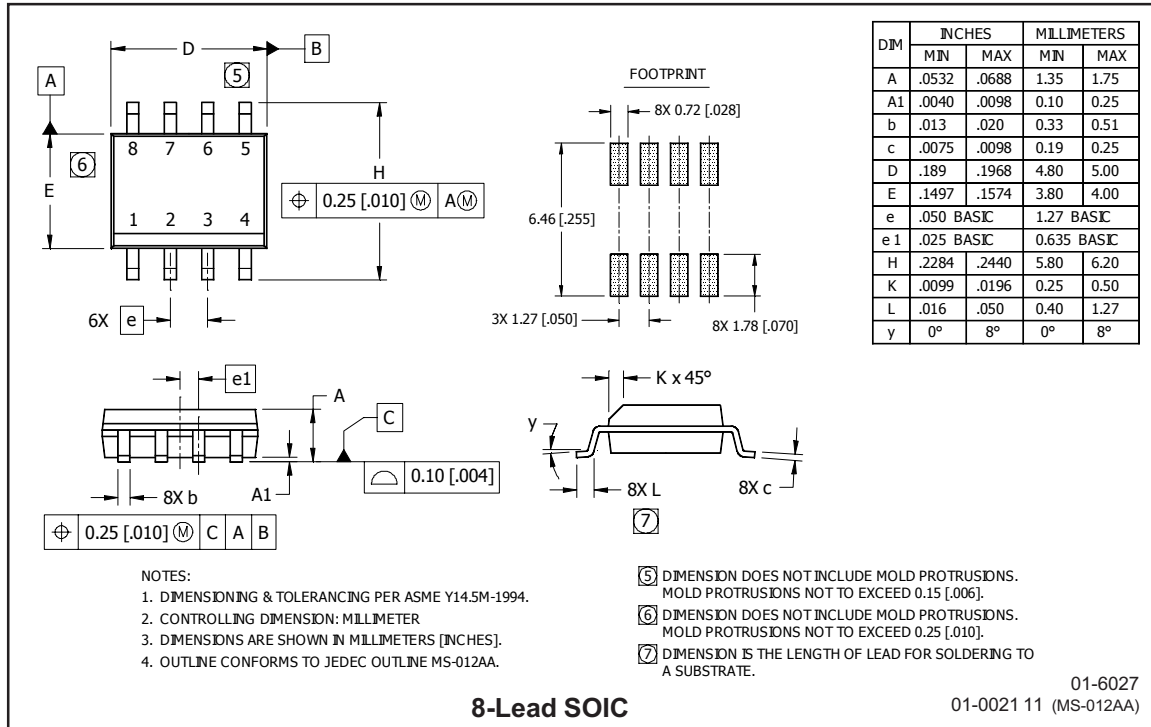 D
B
5
A
8 7 6 5
6
E
H
⌖ 0.25 [.010] Ⓜ A Ⓜ
1 2 3 4
6X e
FOOTPRINT
8X 0.72 [.028]
6.46 [.255]
3X 1.27 [.050]
8X 1.78 [.070]
DIM INCHES MILLIMETERS
MIN MAX MIN MAX
A .0532 .0688 1.35 1.75
A1 .0040 .0098 0.10 0.25
b .013 .020 0.33 0.51
c .0075 .0098 0.19 0.25
D .189 .1968 4.80 5.00
E .1497 .1574 3.80 4.00
e .050 BASIC 1.27 BASIC
e 1 .025 BASIC 0.635 BASIC
H .2284 .2440 5.80 6.20
K .0099 .0196 0.25 0.50
L .016 .050 0.40 1.27
y 0° 8° 0° 8°
e1
A
C
0.10 [.004]
8X b
A1
⌖ 0.25 [.010] Ⓜ C A B
K x 45°
y
8X L
8X c
7
NOTES:
1. DIMENSIONING & TOLERANCING PER ASME Y14.5M-1994.
2. CONTROLLING DIMENSION: MILLIMETER
3. DIMENSIONS ARE SHOWN IN MILLIMETERS [INCHES].
4. OUTLINE CONFORMS TO JEDEC OUTLINE MS-012AA.
5 DIMENSION DOES NOT INCLUDE MOLD PROTRUSIONS.
MOLD PROTRUSIONS NOT TO EXCEED 0.15 [.006].
6 DIMENSION DOES NOT INCLUDE MOLD PROTRUSIONS.
MOLD PROTRUSIONS NOT TO EXCEED 0.25 [.010].
7 DIMENSION IS THE LENGTH OF LEAD FOR SOLDERING TO
A SUBSTRATE.
8-Lead SOIC
01-6027
01-0021 11 (MS-012AA)